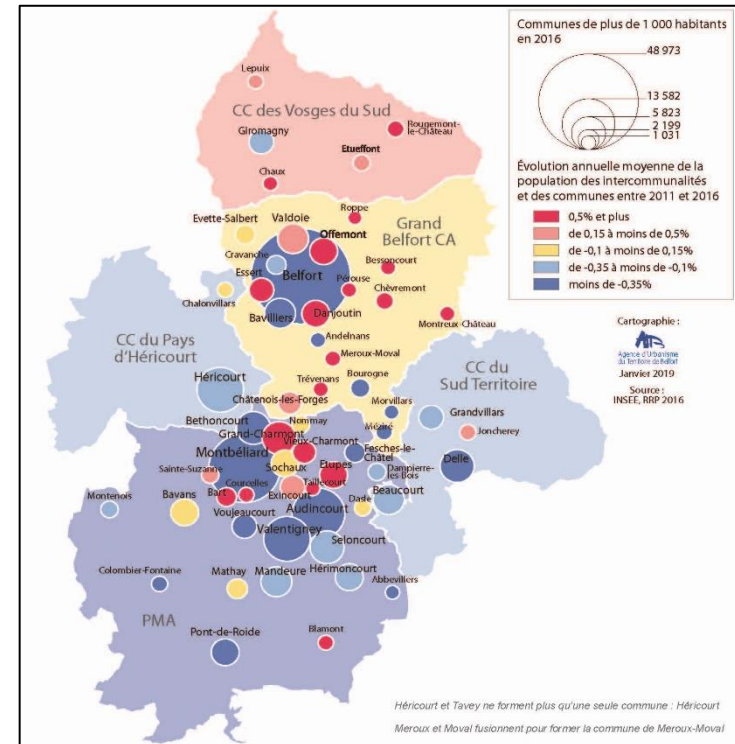 Communes de plus de 1 000 habitants
en 2016
48 973
13 582
5 823
2 199
1 031
Évolution annuelle moyenne de la
population des intercommunalités
et des communes entre 2011 et 2016
0,5% et plus
de 0,15 à moins de 0,5%
de -0,1 à moins de 0,15%
de -0,35 à moins de -0,1%
moins de -0,35%
Cartographie :
Agence d'Urbanisme
du Territoire de Belfort
Janvier 2019
Source :
INSEE, RRP 2016
Lepuix
CC des Vosges du Sud
Giromagny
Rougemont-
le-Château
Etueffont
Chaux
Roppe
Evette-Salbert
Valdoie
Grand
Belfort CA
Offemont
Cravanche
Bessoncourt
Belfort
Essert
Pérouse
Chèvremont
Chalonvillars
Bavilliers
Danjoutin
Montreux-Château
Andelnans
CC du Pays
d'Héricourt
Meroux-Moval
CC du
Sud Territoire
Héricourt
Trévenans
Bourogne
Châtenois-les-Forges
Morvillars
Grandvillars
Bethoncourt
Nommay
Méziré
Joncherey
Grand-Charmont
Vieux-Charmont
Fesches-le-
Châtel
Montbéliard
Delle
Sainte-Suzanne
Sochaux
Etupes
Dampierre-
les-Bois
Montenois
Courcelles
Taillecourt
Bavans
Bart
Exincourt
Beaucourt
Dasle
Audincourt
Voujeaucourt
Valentigney
Seloncourt
Colombier-Fontaine
Mathay
Mandeure
Hérimoncourt
Abbévillers
PMA
Pont-de-Roide
Blamont
Héricourt et Tavey ne forment plus qu'une seule commune : Héricourt
Meroux et Moval fusionnent pour former la commune de Meroux-Moval